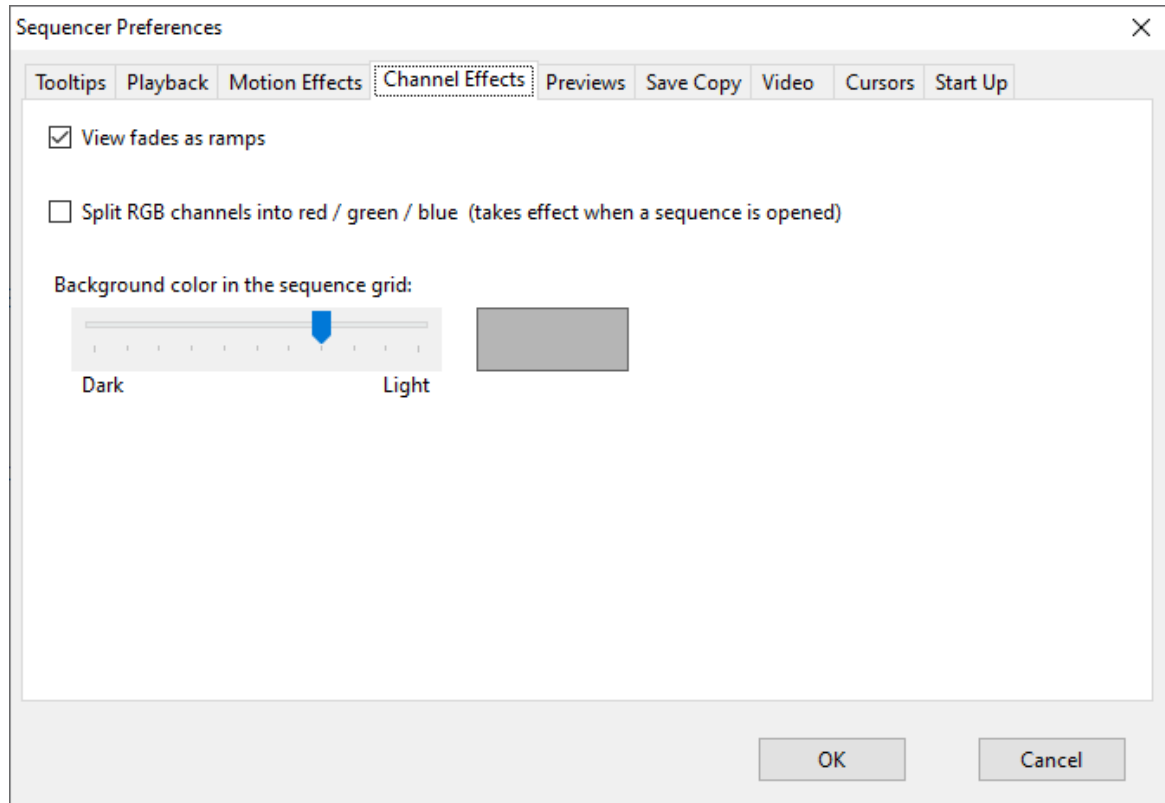 Sequencer Preferences
Tooltips Playback Motion Effects Channel Effects Previews Save Copy Video Cursors Start Up
View fades as ramps
Split RGB channels into red / green / blue (takes effect when a sequence is opened)
Background color in the sequence grid:
Dark Light
OK Cancel